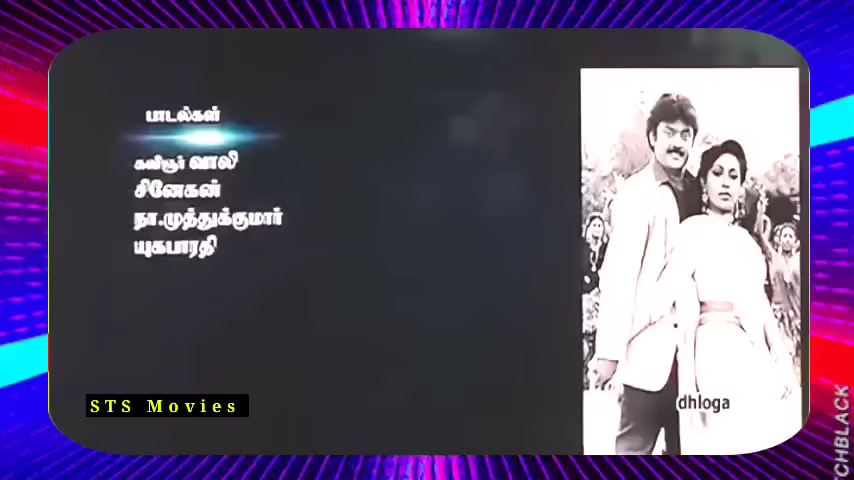 பாடல்கள்
கவிஞர் வாலி
சினேகன்
நா.முத்துக்குமார்
யுகபாரதி
dhloga
STS Movies
TCHBLACK